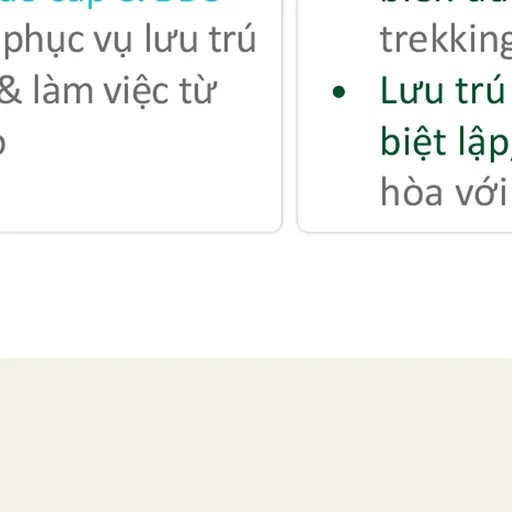 phục vụ lưu trú
& làm việc từ
trekking
• Lưu trú
biệt lập,
hòa với